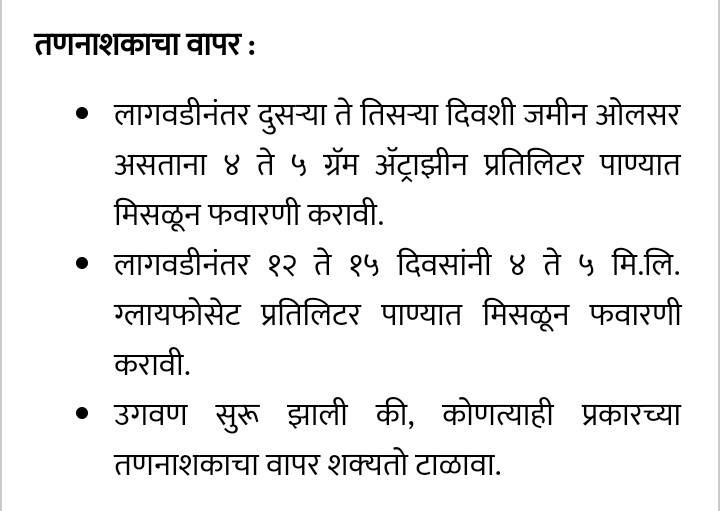 तणनाशकाचा वापर :
• लागवडीनंतर दुसऱ्या ते तिसऱ्या दिवशी जमीन ओलसर
असताना ४ ते ५ ग्रॅम ॲट्राझीन प्रतिलिटर पाण्यात
मिसळून फवारणी करावी.
• लागवडीनंतर १२ ते १५ दिवसांनी ४ ते ५ मि.लि.
ग्लायफोसेट प्रतिलिटर पाण्यात मिसळून फवारणी
करावी.
• उगवण सुरू झाली की, कोणत्याही प्रकारच्या
तणनाशकाचा वापर शक्यतो टाळावा.